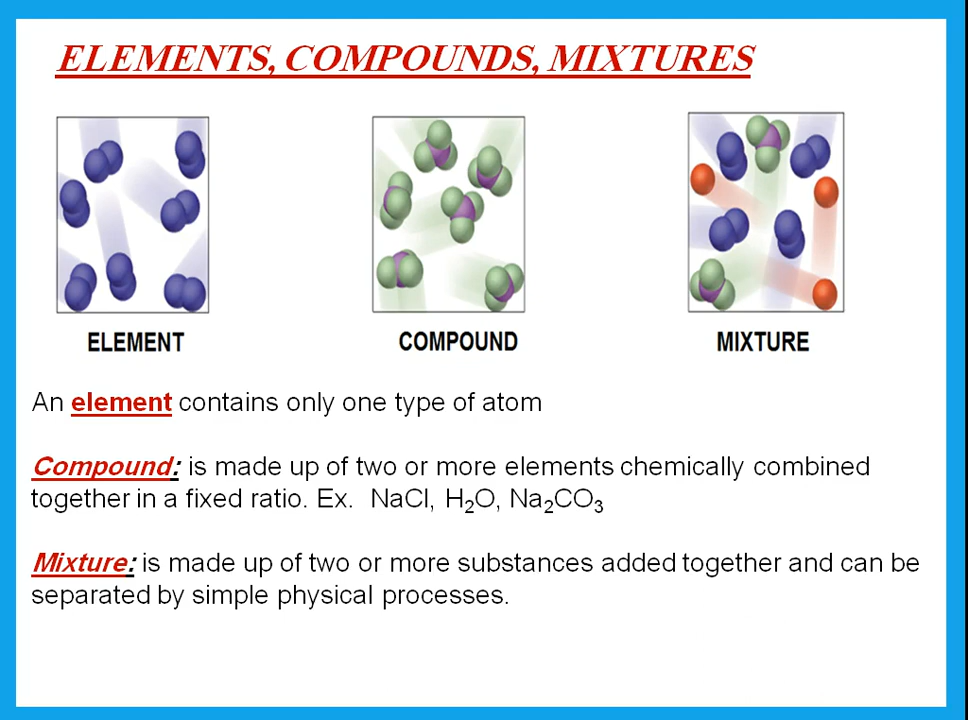 ELEMENTS, COMPOUNDS, MIXTURES
ELEMENT
COMPOUND
MIXTURE
An element contains only one type of atom
Compound: is made up of two or more elements chemically combined
together in a fixed ratio. Ex. NaCl, H₂O, Na₂CO₃
Mixture: is made up of two or more substances added together and can be
separated by simple physical processes.